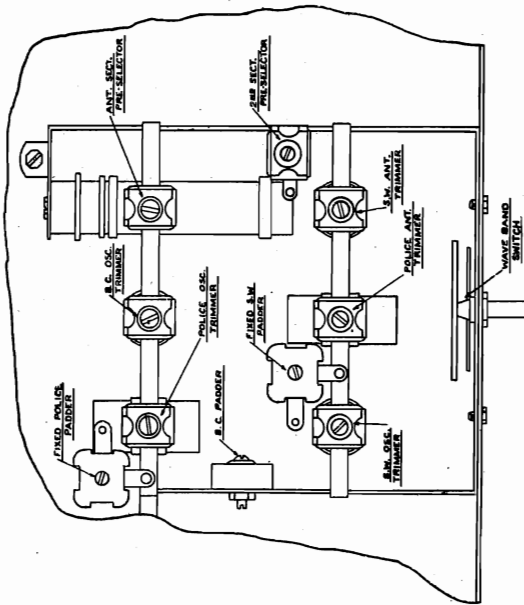 ANT. SECT.
PRE-SELECTOR
2ND SECT.
PRE-SELECTOR
B.C. OSC.
TRIMMER
S.W. ANT.
TRIMMER
POLICE OSC.
TRIMMER
POLICE ANT.
TRIMMER
WAVE BAND
SWITCH
FIXED S.W.
PADDER
FIXED POLICE
PADDER
B.C. PADDER
S.W. OSC.
TRIMMER